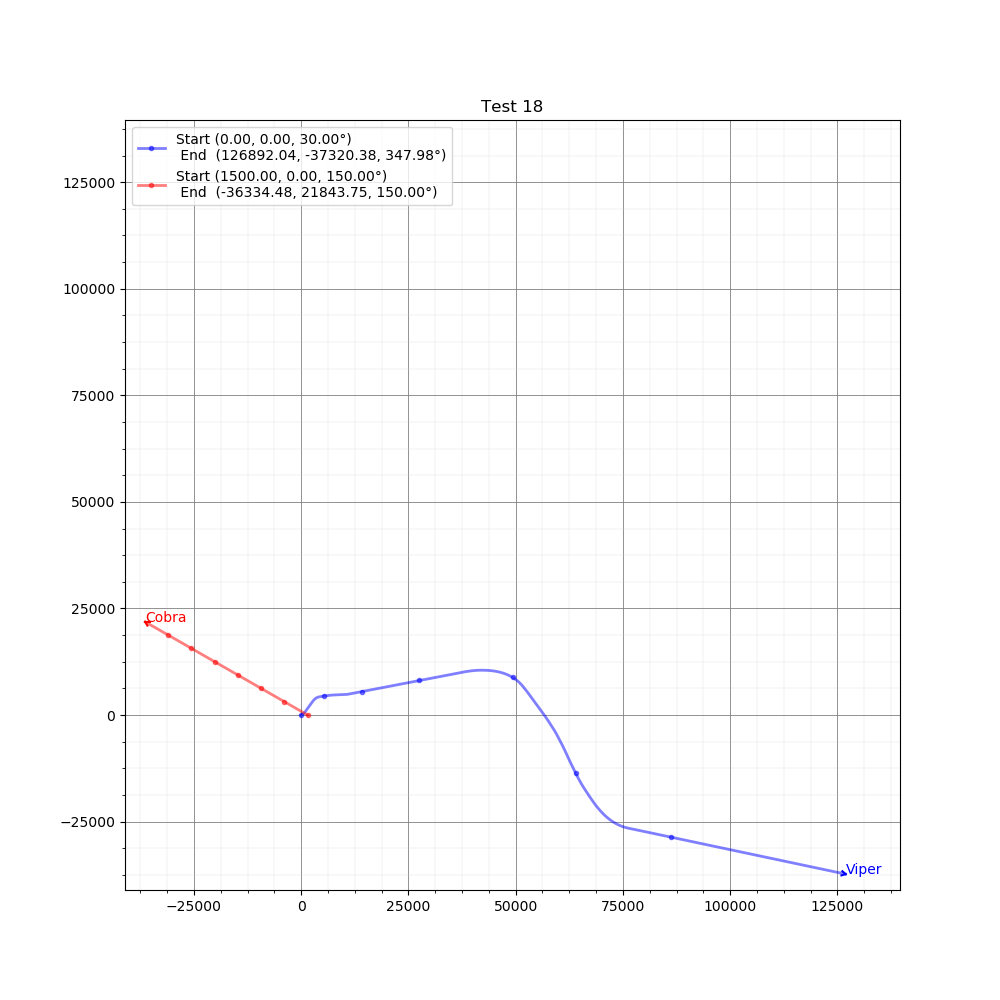 Test 18
Start (0.00, 0.00, 30.00°)
End (126892.04, -37320.38, 347.98°)
Start (1500.00, 0.00, 150.00°)
End (-36334.48, 21843.75, 150.00°)
125000
100000
75000
50000
25000
0
−25000
Cobra
Viper
−25000 0 25000 50000 75000 100000 125000